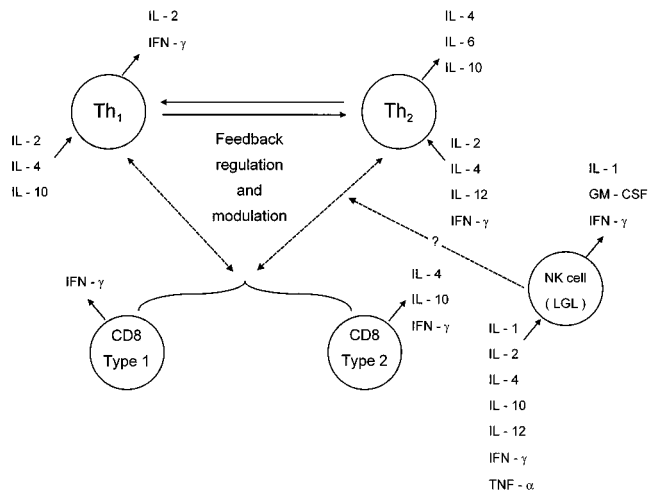 IL - 2
IFN - γ
Th1
IL - 2
IL - 4
IL - 10
IL - 4
IL - 6
IL - 10
Th2
IL - 2
IL - 4
IL - 12
IFN - γ
Feedback
regulation
and
modulation
?
IL - 1
GM - CSF
IFN - γ
NK cell
( LGL )
IL - 1
IL - 2
IL - 4
IL - 10
IL - 12
IFN - γ
TNF - α
IFN - γ
CD8
Type 1
IL - 4
IL - 10
IFN - γ
CD8
Type 2